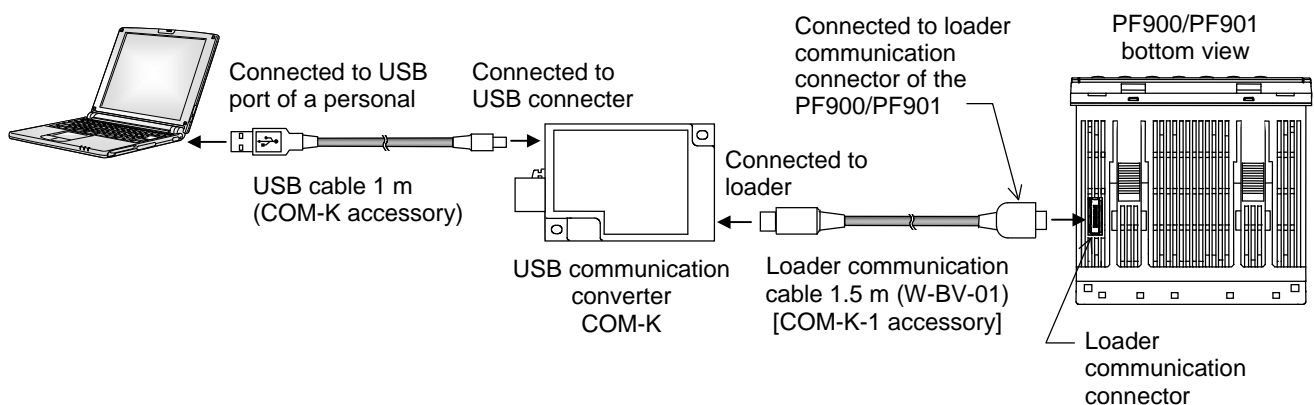 Connected to USB
port of a personal
USB cable 1 m
(COM-K accessory)
Connected to
USB connecter
USB communication
converter
COM-K
Connected to
loader
Loader communication
cable 1.5 m (W-BV-01)
[COM-K-1 accessory]
Connected to loader
communication
connector of the
PF900/PF901
PF900/PF901
bottom view
Loader
communication
connector